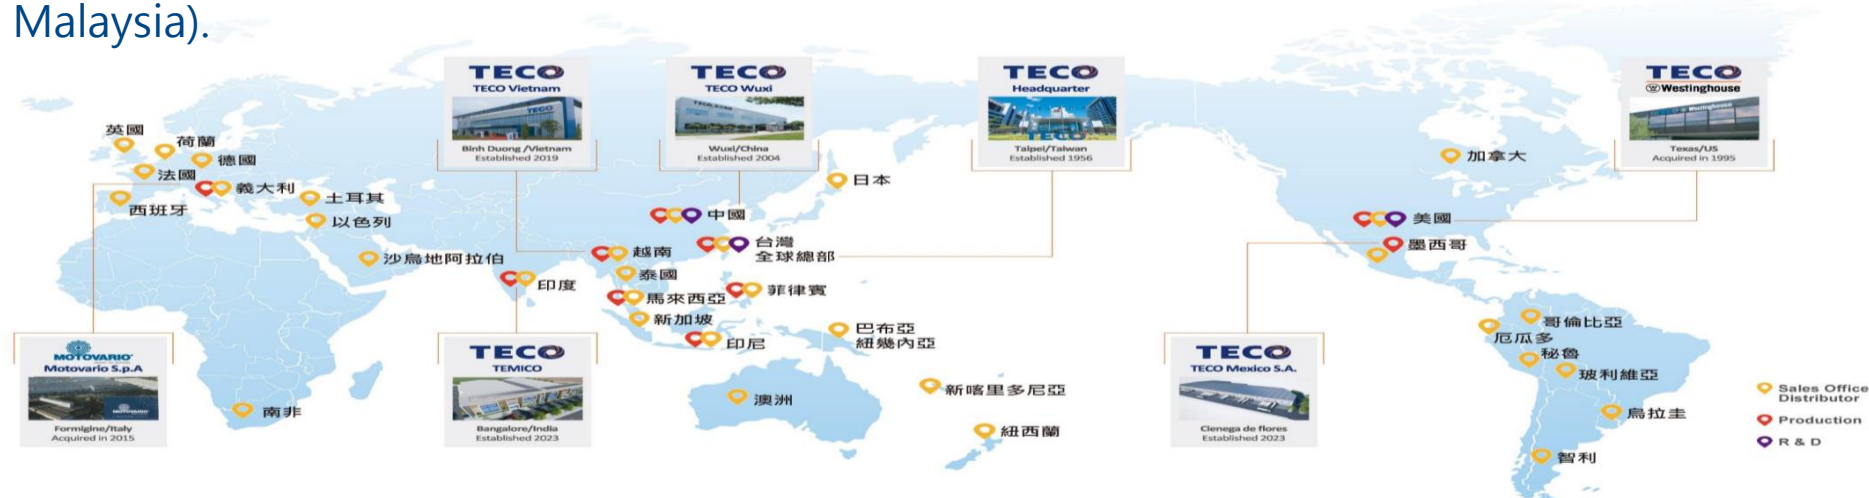 Malaysia).
TECO
TECO Vietnam
Binh Duong /Vietnam
Established 2019
TECO
TECO Wuxi
Wuxi/China
Established 2004
TECO
Headquarter
Taipei/Taiwan
Established 1956
TECO
Westinghouse
Texas/US
Acquired in 1995
英國
荷蘭
德國
法國
義大利
西班牙
土耳其
以色列
沙烏地阿拉伯
印度
中國
日本
台灣
全球總部
越南
泰國
馬來西亞
菲律賓
新加坡
印尼
巴布亞
紐幾內亞
澳洲
新喀里多尼亞
紐西蘭
南非
加拿大
美國
墨西哥
哥倫比亞
厄瓜多
秘魯
玻利維亞
烏拉圭
智利
MOTOVARIO
Motovario S.p.A
Formigine/Italy
Acquired in 2015
TECO
TEMICO
Bangalore/India
Established 2023
TECO
TECO Mexico S.A.
Cienega de flores
Established 2023
Sales Office
Distributor
Production
R & D